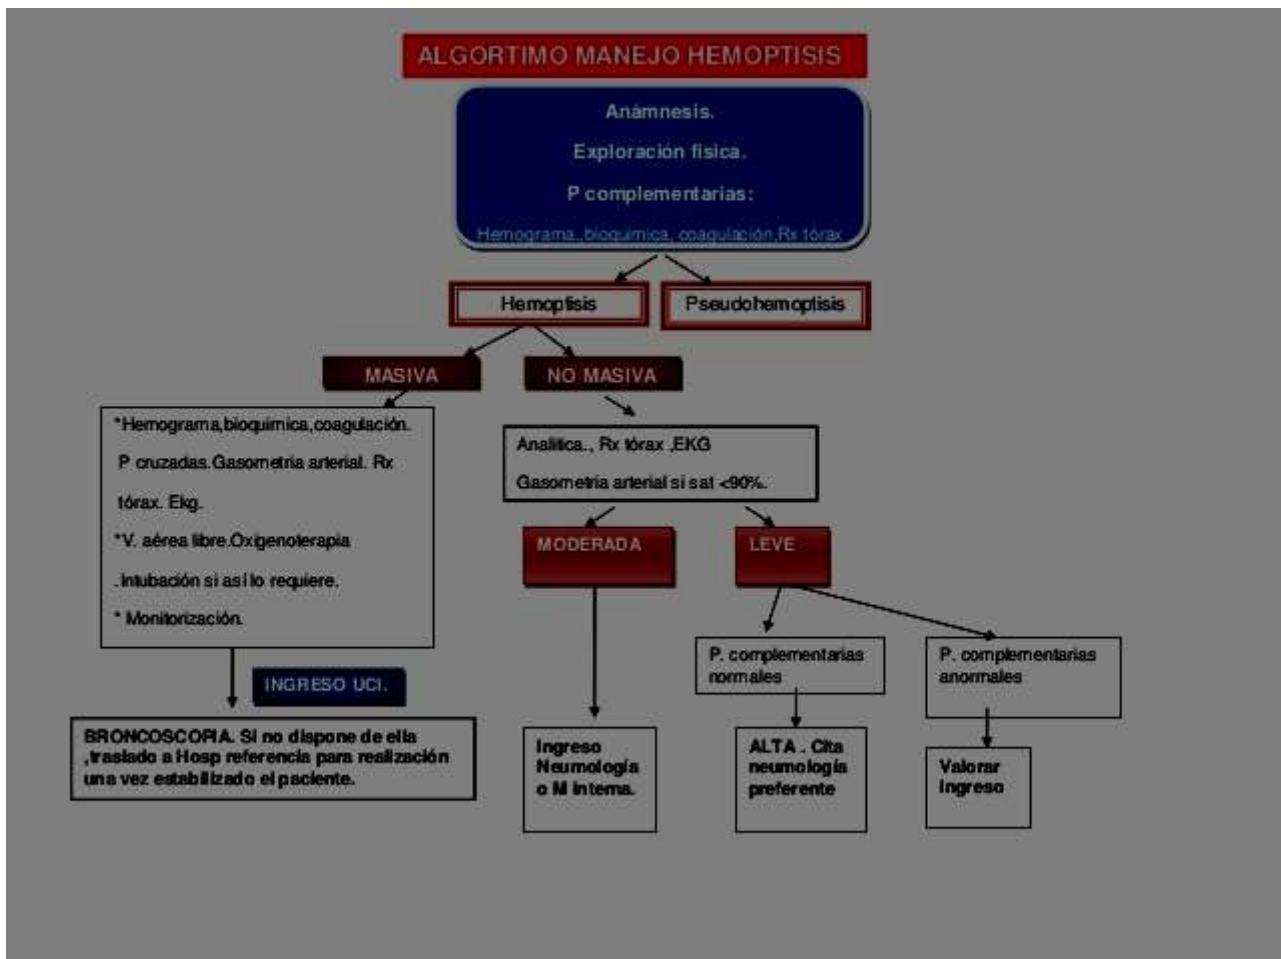 ALGORTIMO MANEJO HEMOPTISIS
Anámnesis.
Exploración física.
P complementarias:
Hemograma.,bioquímica, coagulación,Rx tórax
Hemoptisis
Pseudohemoptisis
MASIVA
NO MASIVA
*Hemograma,bioquímica,coagulación.
P cruzadas.Gasometria arterial. Rx
tórax. Ekg.
*V. aérea libre.Oxigenoterapia
.Intubación si así lo requiere.
* Monitorización.
Analítica., Rx tórax ,EKG
Gasometría arterial si sat <90%.
MODERADA
LEVE
P. complementarias
normales
P. complementarias
anormales
INGRESO UCI.
BRONCOSCOPIA. Si no dispone de ella
,traslado a Hosp referencia para realización
una vez estabilizado el paciente.
Ingreso
Neumología
o M interna.
ALTA . Cita
neumología
preferente
Valorar
ingreso